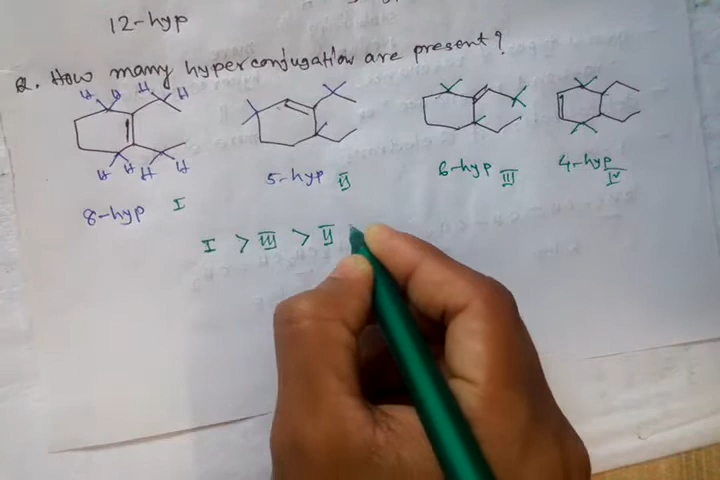 12-hyp
Q. How many hyperconjugation are present?
H H H H
H H H H
8-hyp I
5-hyp II
6-hyp III
4-hyp IV
I > III > II